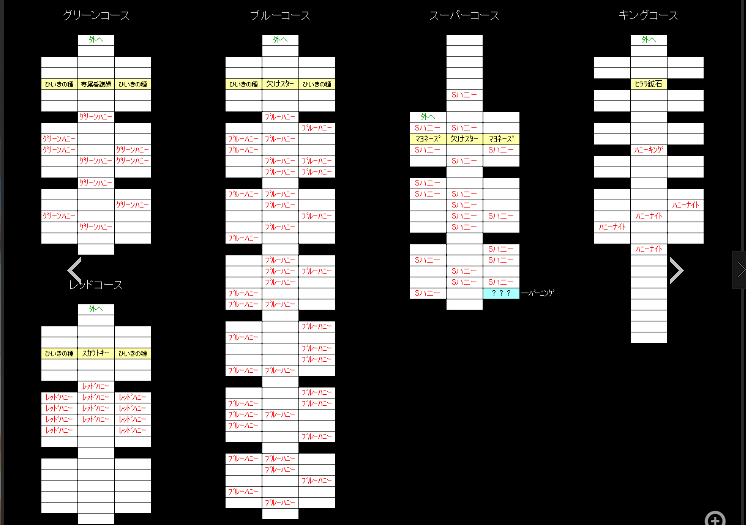 グリーンコース
外へ
ひいきの種 ひいきの種
グリーンハニー
グリーンハニー
グリーンハニー グリーンハニー
グリーンハニー グリーンハニー
グリーンハニー
グリーンハニー
グリーンハニー
グリーンハニー
レッドコース
外へ
ひいきの種 スカウトキー ひいきの種
レッドハニー
レッドハニー レッドハニー レッドハニー
レッドハニー レッドハニー レッドハニー
レッドハニー レッドハニー レッドハニー
レッドハニー レッドハニー
ブルーコース
外へ
ひいきの種 欠けスター ひいきの種
ブルーハニー
ブルーハニー
ブルーハニー ブルーハニー
ブルーハニー
ブルーハニー ブルーハニー
ブルーハニー ブルーハニー
ブルーハニー ブルーハニー
ブルーハニー
ブルーハニー
ブルーハニー
ブルーハニー
ブルーハニー
ブルーハニー
ブルーハニー ブルーハニー
ブルーハニー
ブルーハニー ブルーハニー
ブルーハニー ブルーハニー
ブルーハニー
ブルーハニー
ブルーハニー
ブルーハニー
ブルーハニー ブルーハニー
ブルーハニー
ブルーハニー ブルーハニー
ブルーハニー ブルーハニー
ブルーハニー
ブルーハニー
ブルーハニー ブルーハニー
ブルーハニー
ブルーハニー
ブルーハニー
ブルーハニー
スーパーコース
Sハニー
外へ
Sハニー Sハニー
マヨネーズ 欠けスター マヨネーズ
Sハニー Sハニー
Sハニー
Sハニー
Sハニー Sハニー
Sハニー
Sハニー Sハニー
Sハニー
Sハニー
Sハニー Sハニー
Sハニー
Sハニー Sハニー
Sハニー ？？？ ーパーニンゲ
キングコース
外へ
ヒララ鉱石
ハニーキング
ハニーナイト
ハニーナイト
ハニーナイト
ハニーナイト